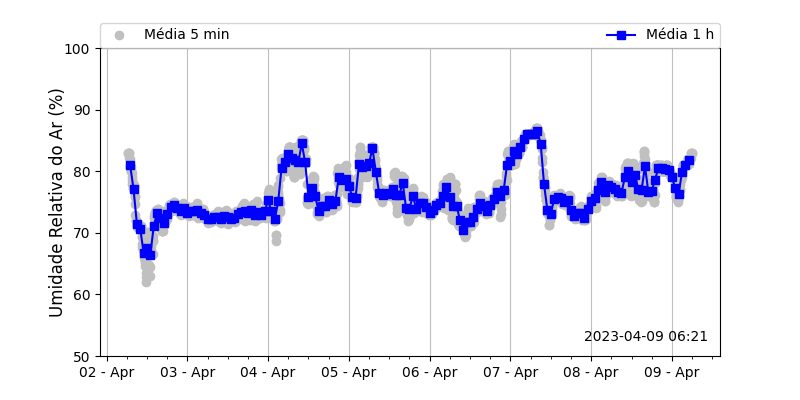 Média 5 min Média 1 h
Umidade Relativa do Ar (%)
100
90
80
70
60
50
2023-04-09 06:21
02 - Apr 03 - Apr 04 - Apr 05 - Apr 06 - Apr 07 - Apr 08 - Apr 09 - Apr